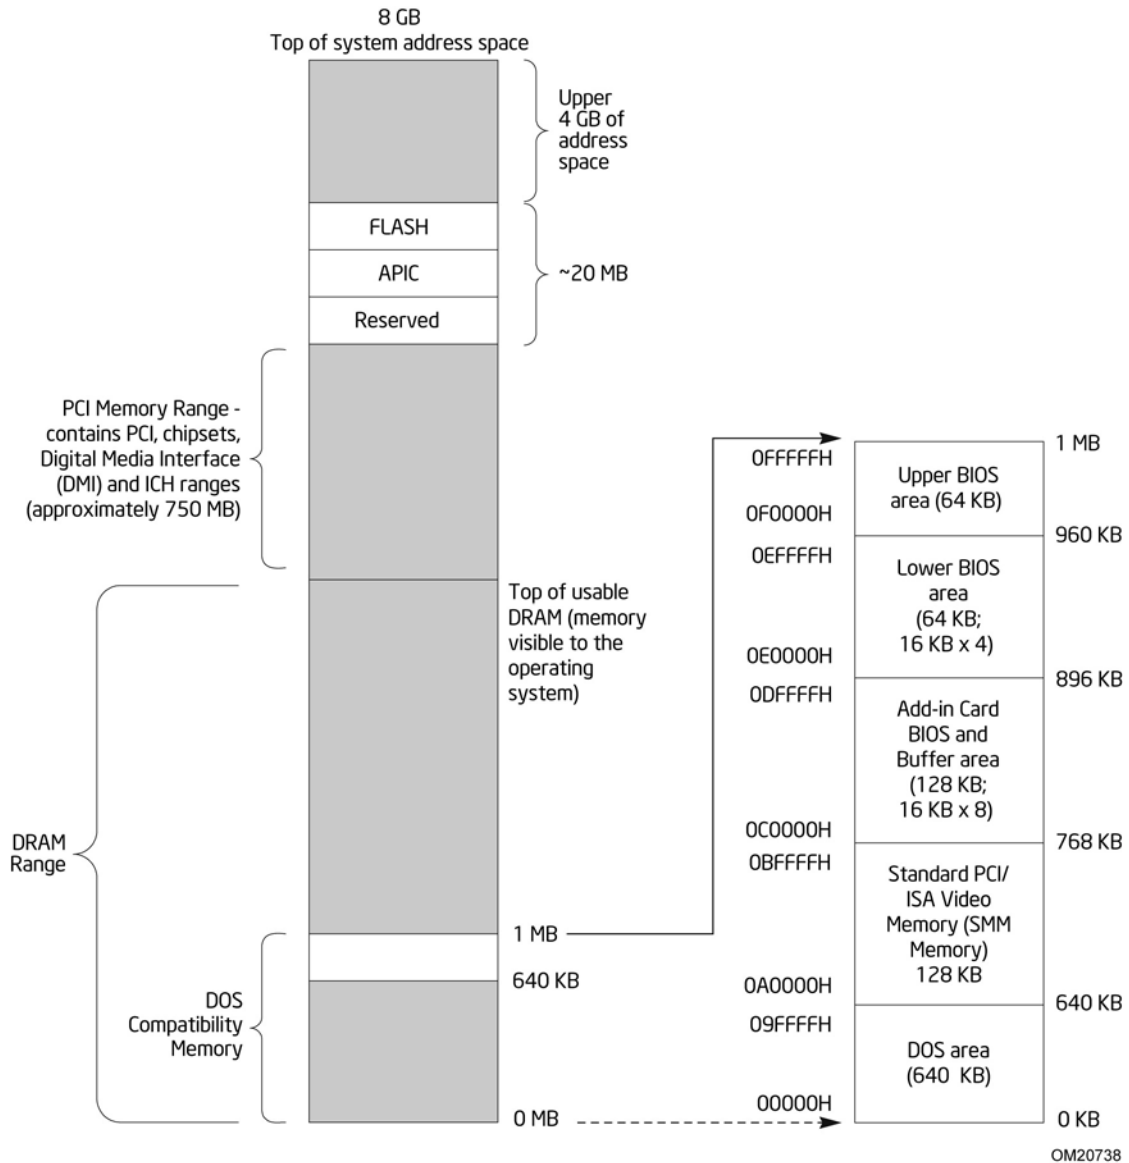 8 GB
Top of system address space
Upper
4 GB of
address
space
FLASH
APIC
Reserved
~20 MB
PCI Memory Range -
contains PCI, chipsets,
Digital Media Interface
(DMI) and ICH ranges
(approximately 750 MB)
Top of usable
DRAM (memory
visible to the
operating
system)
DRAM
Range
1 MB
640 KB
DOS
Compatibility
Memory
0 MB
0FFFFFH
0F0000H
0EFFFFH
0E0000H
0DFFFFH
0C0000H
0BFFFFH
0A0000H
09FFFFH
00000H
Upper BIOS
area (64 KB)
Lower BIOS
area
(64 KB;
16 KB x 4)
Add-in Card
BIOS and
Buffer area
(128 KB;
16 KB x 8)
Standard PCI/
ISA Video
Memory (SMM
Memory)
128 KB
DOS area
(640 KB)
1 MB
960 KB
896 KB
768 KB
640 KB
0 KB
OM20738